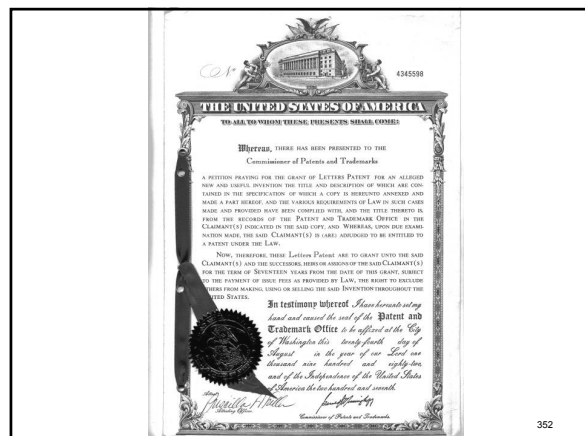 4345598
THE UNITED STATES OF AMERICA
TO ALL TO WHOM THESE PRESENTS SHALL COME:
Whereas, THERE HAS BEEN PRESENTED TO THE
Commissioner of Patents and Trademarks
A PETITION PRAYING FOR THE GRANT OF LETTERS PATENT FOR AN ALLEGED
NEW AND USEFUL INVENTION THE TITLE AND DESCRIPTION OF WHICH ARE CON-
TAINED IN THE SPECIFICATION OF WHICH A COPY IS HEREUNTO ANNEXED AND
MADE A PART HEREOF, AND THE VARIOUS REQUIREMENTS OF LAW IN SUCH CASES
MADE AND PROVIDED HAVE BEEN COMPLIED WITH, AND THE TITLE THERETO IS,
FROM THE RECORDS OF THE PATENT AND TRADEMARK OFFICE IN THE
CLAIMANT(S) INDICATED IN THE SAID COPY, AND WHEREAS, UPON DUE EXAMI-
NATION MADE, THE SAID CLAIMANT(S) IS (ARE) ADJUDGED TO BE ENTITLED TO
A PATENT UNDER THE LAW.
NOW, THEREFORE, THESE Letters Patent ARE TO GRANT UNTO THE SAID
CLAIMANT(S) AND THE SUCCESSORS, HEIRS OR ASSIGNS OF THE SAID CLAIMANT(S)
FOR THE TERM OF SEVENTEEN YEARS FROM THE DATE OF THIS GRANT, SUBJECT
TO THE PAYMENT OF ISSUE FEES AS PROVIDED BY LAW, THE RIGHT TO EXCLUDE
OTHERS FROM MAKING, USING OR SELLING THE SAID INVENTION THROUGHOUT THE
UNITED STATES.
In testimony whereof I have hereunto set my
hand and caused the seal of the Patent and
Trademark Office to be affixed at the City
of Washington this twenty-fourth day of
August in the year of our Lord one
thousand nine hundred and eighty-two,
and of the Independence of the United States
of America the two hundred and seventh.
Attest
Attesting Officer.
Commissioner of Patents and Trademarks.
352